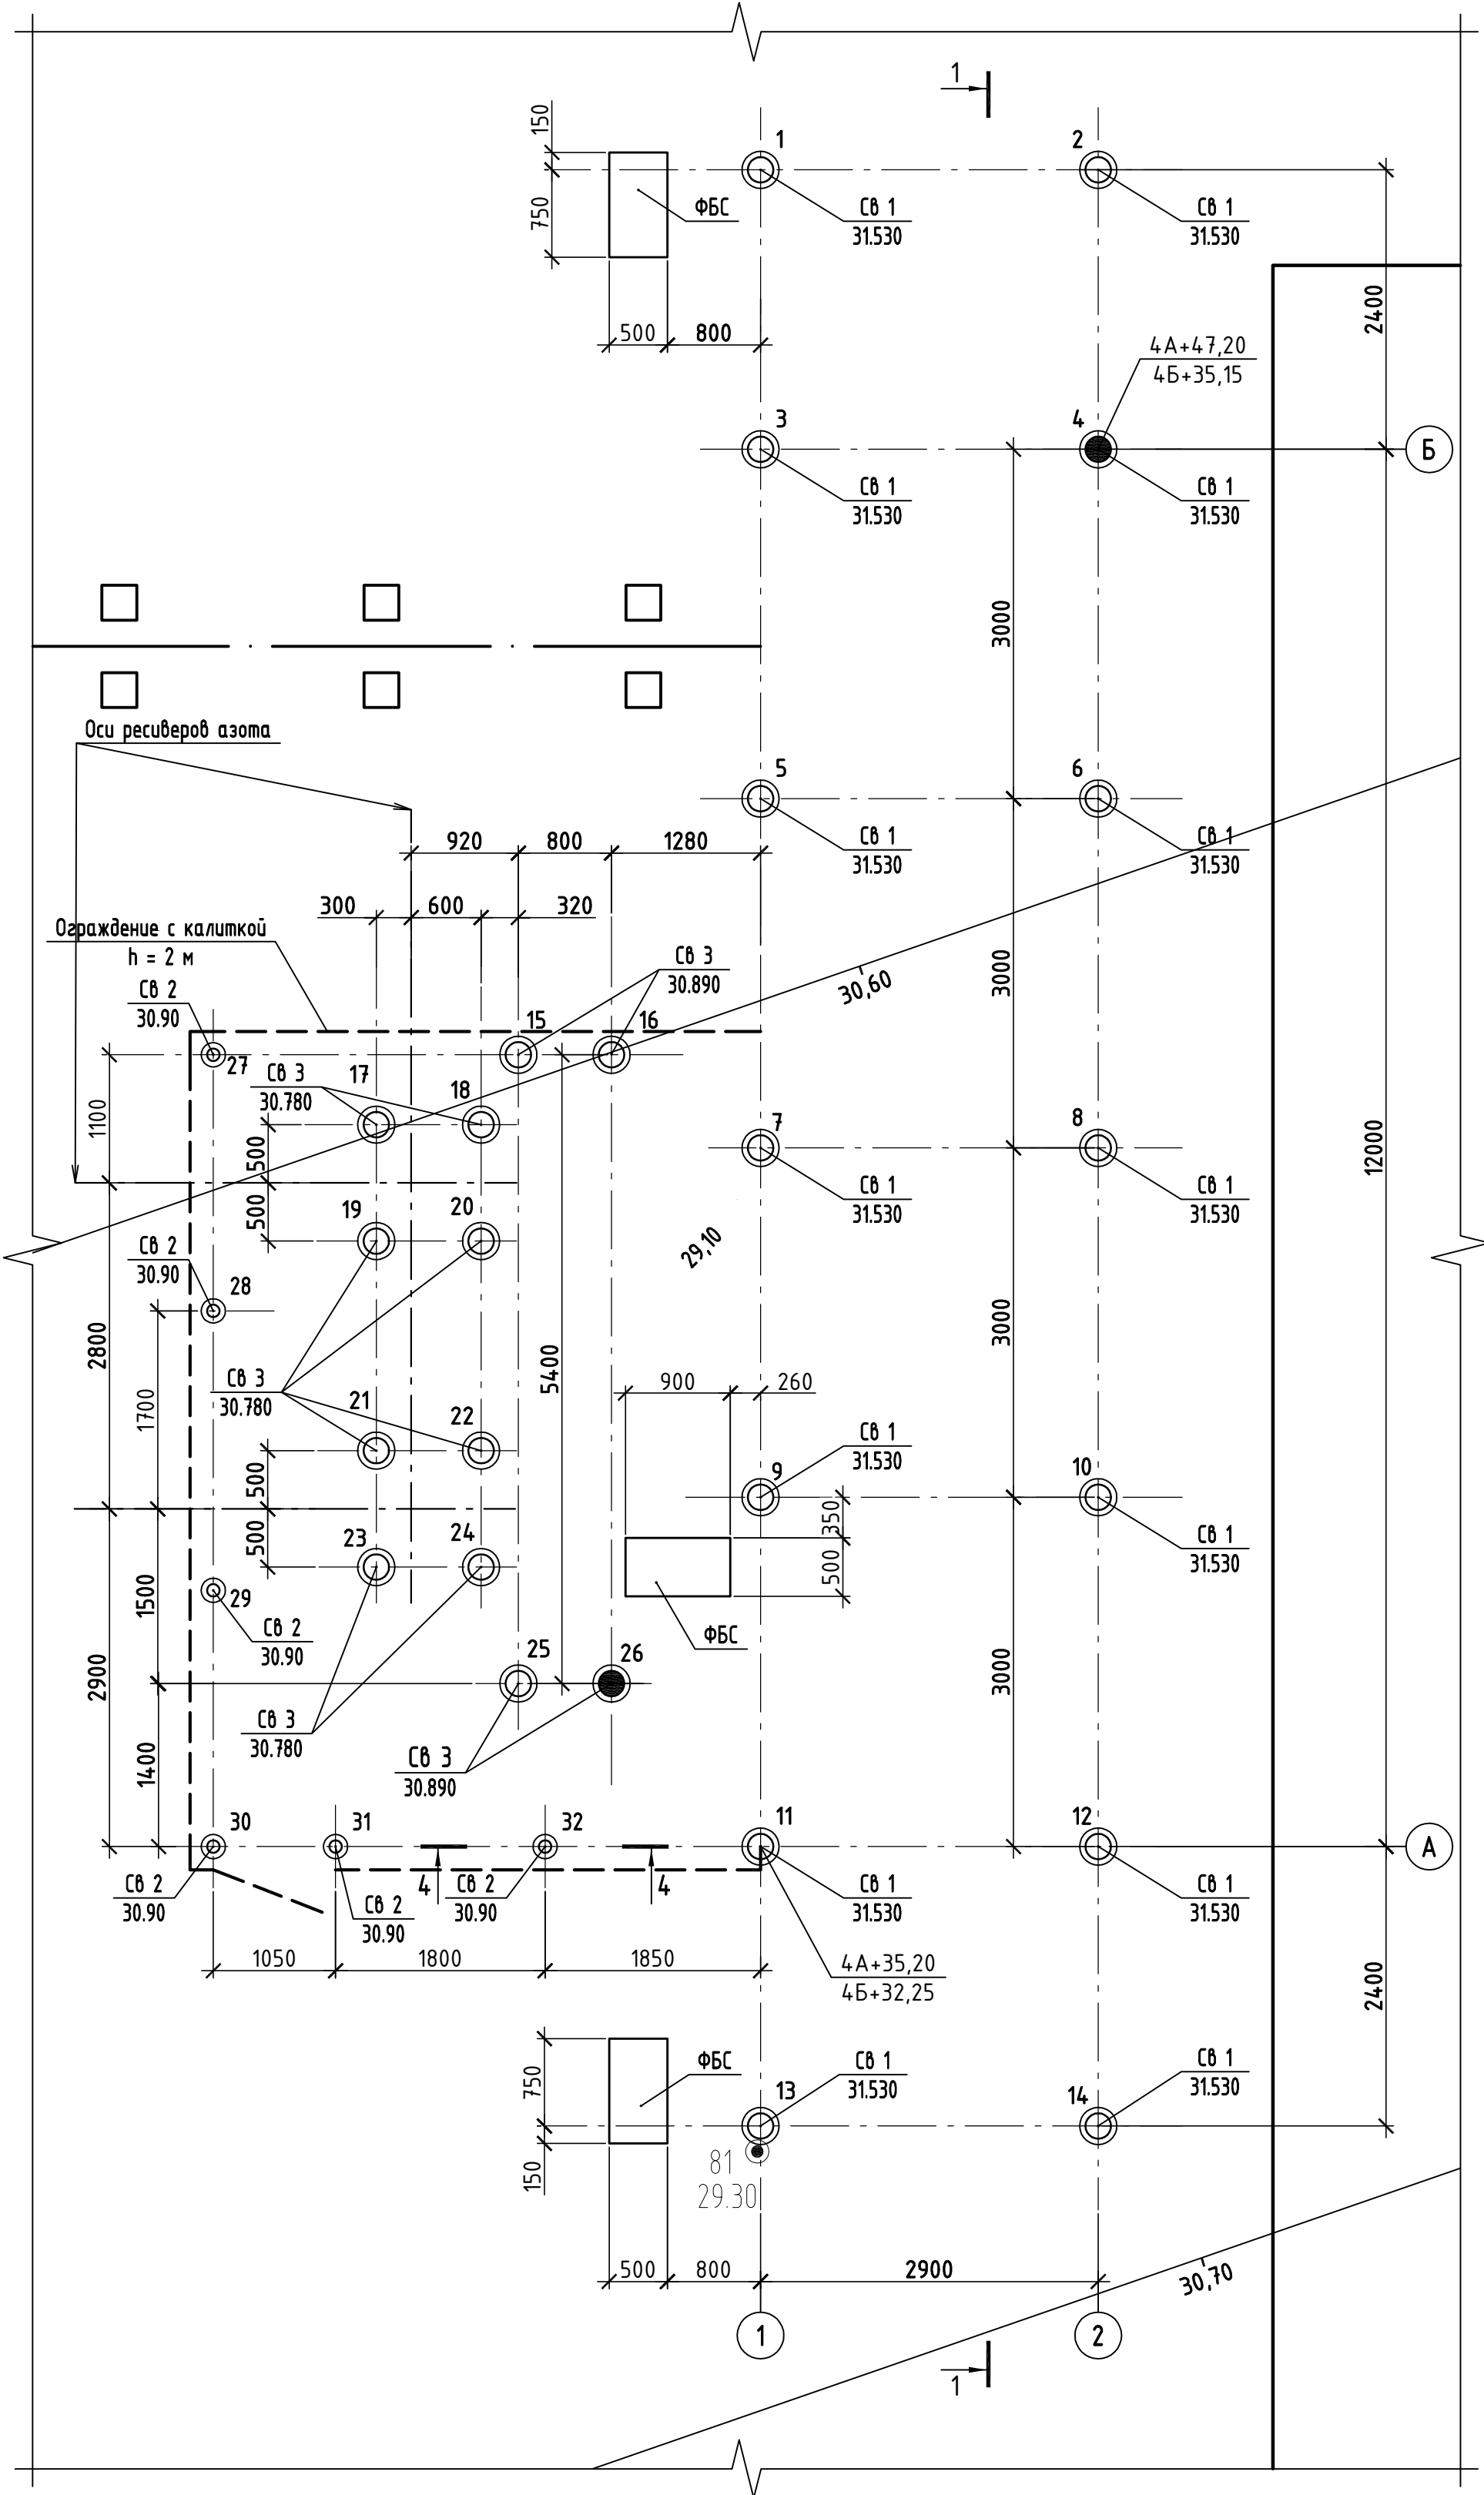 1
150
1
2
750
ФБС
Св 1
31.530
Св 1
31.530
2400
500
800
4А+47,20
4Б+35,15
3
4
Б
Св 1
31.530
Св 1
31.530
3000
Оси ресиверов азота
5
6
920
800
1280
Св 1
31.530
Св 1
31.530
300
600
320
Ограждение с калиткой
h = 2 м
Св 3
30.890
30,60
3000
Св 2
30.90
15
16
27
Св 3
30.780
17
18
1100
500
7
8
12000
500
19
20
Св 1
31.530
Св 1
31.530
29,10
Св 2
30.90
28
2800
5400
3000
1700
Св 3
30.780
900
260
21
22
Св 1
31.530
9
10
500
350
500
23
24
500
Св 1
31.530
1500
29
Св 2
30.90
ФБС
25
26
2900
3000
Св 3
30.780
1400
Св 3
30.890
30
31
32
11
12
А
Св 2
30.90
Св 2
30.90
4
Св 2
30.90
4
Св 1
31.530
Св 1
31.530
1050
1800
1850
4А+35,20
4Б+32,25
2400
750
ФБС
Св 1
31.530
Св 1
31.530
13
14
150
81
29.30
500
800
2900
30,70
1
2
1